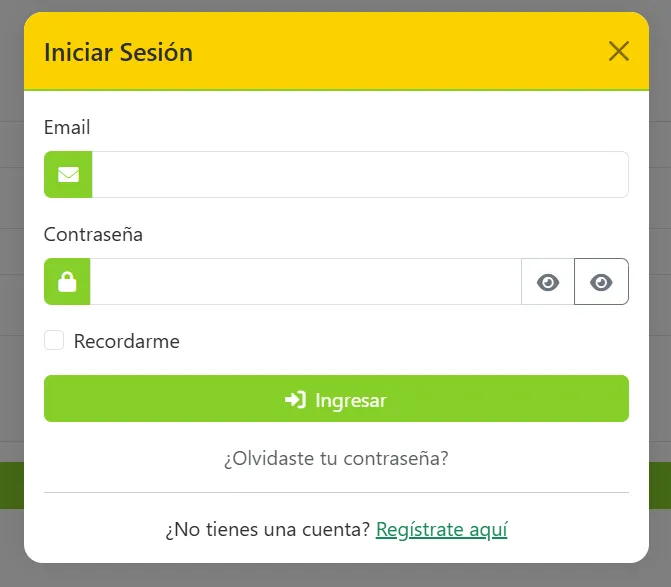 Iniciar Sesión
Email
Contraseña
Recordarme
Ingresar
¿Olvidaste tu contraseña?
¿No tienes una cuenta? Regístrate aquí